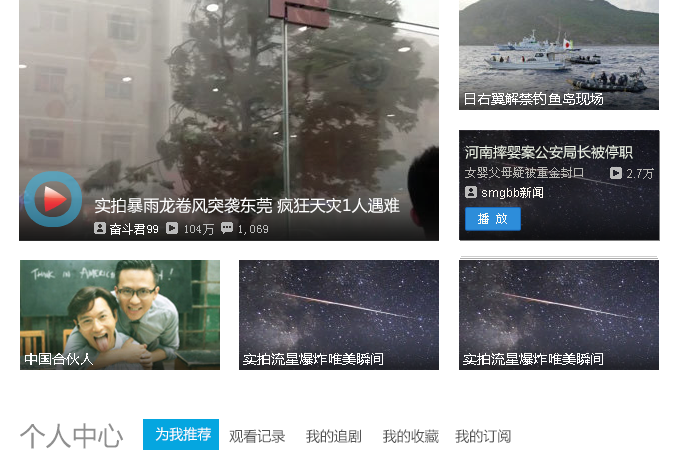 日右翼解禁钓鱼岛现场
河南摔婴案公安局长被停职
女婴父母疑被重金封口 2.7万
smgbb新闻
播 放
实拍暴雨龙卷风突袭东莞 疯狂天灾1人遇难
奋斗君99 104万 1,069
THINK IN AMERICA !
中国合伙人
实拍流星爆炸唯美瞬间
实拍流星爆炸唯美瞬间
个人中心 为我推荐 观看记录 我的追剧 我的收藏 我的订阅